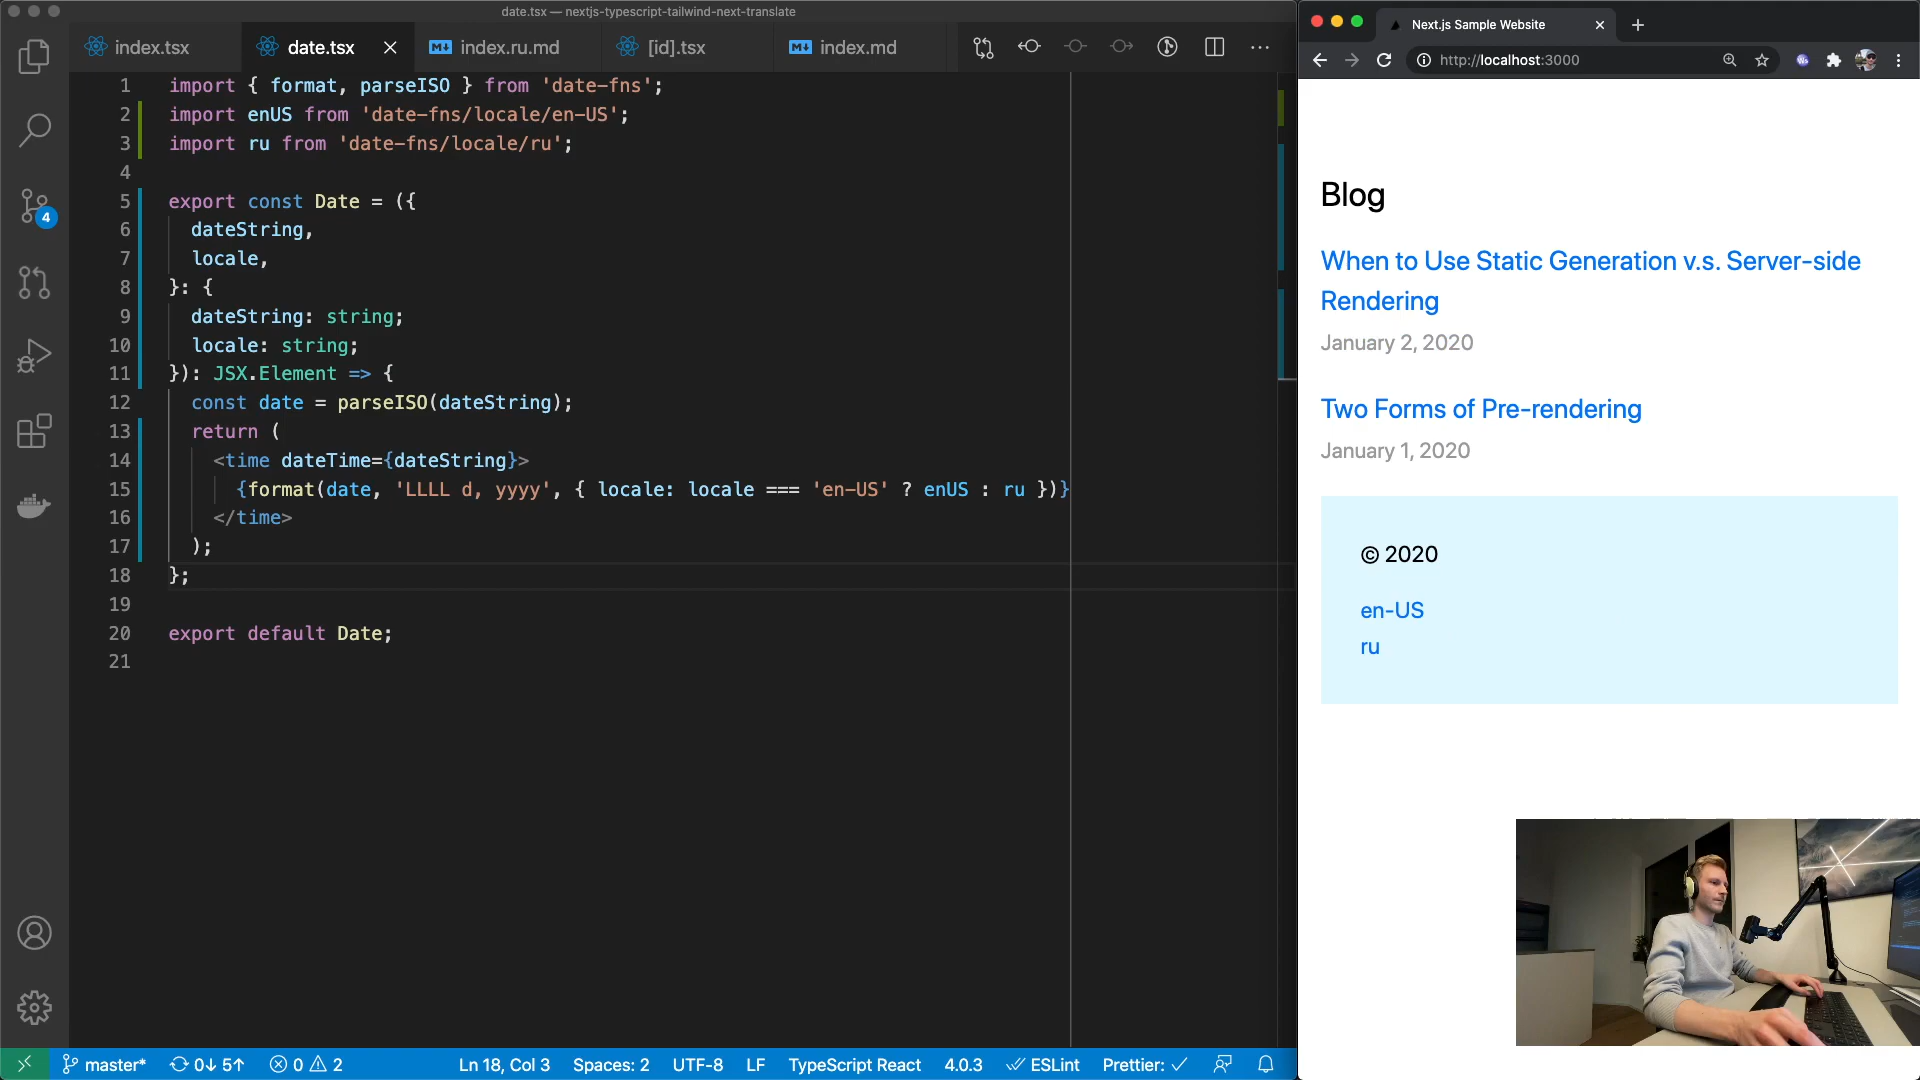 date.tsx — nextjs-typescript-tailwind-next-translate
index.tsx
date.tsx
index.ru.md
[id].tsx
index.md
1 import { format, parseISO } from 'date-fns';
2 import enUS from 'date-fns/locale/en-US';
3 import ru from 'date-fns/locale/ru';
4
5 export const Date = ({
6 dateString,
7 locale,
8 }: {
9 dateString: string;
10 locale: string;
11 }): JSX.Element => {
12 const date = parseISO(dateString);
13 return (
14 <time dateTime={dateString}>
15 {format(date, 'LLLL d, yyyy', { locale: locale === 'en-US' ? enUS : ru })}
16 </time>
17 );
18 };
19
20 export default Date;
21
4
master*
0↓ 5↑
0 2
Ln 18, Col 3
Spaces: 2
UTF-8
LF
TypeScript React
4.0.3
ESLint
Prettier: ✓
Next.js Sample Website
http://localhost:3000
Blog
When to Use Static Generation v.s. Server-side
Rendering
January 2, 2020
Two Forms of Pre-rendering
January 1, 2020
© 2020
en-US
ru